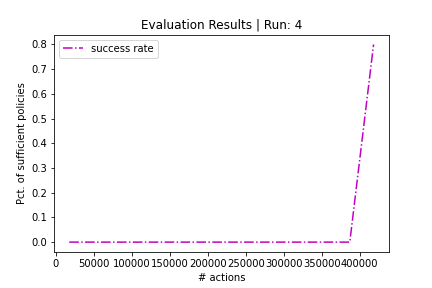 Evaluation Results | Run: 4
success rate
Pct. of sufficient policies
0.8
0.7
0.6
0.5
0.4
0.3
0.2
0.1
0.0
0 50000 100000 150000 200000 250000 300000 350000 400000
# actions